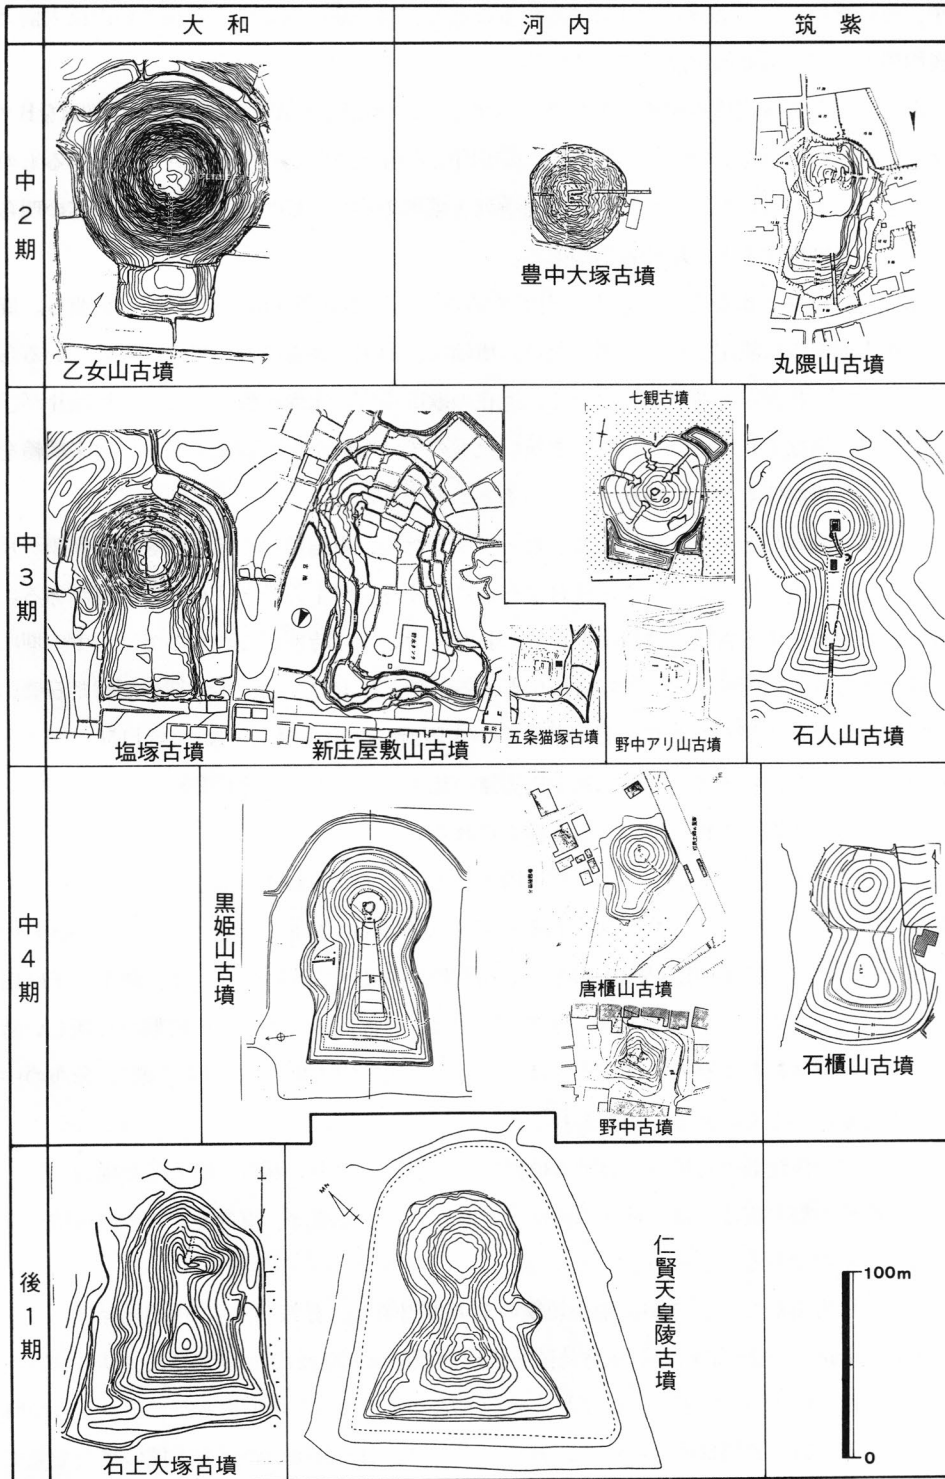 大和
河内
筑紫
中2期
乙女山古墳
豊中大塚古墳
丸隈山古墳
中3期
七観古墳
塩塚古墳
新庄屋敷山古墳
五条猫塚古墳
野中アリ山古墳
石人山古墳
中4期
黒姫山古墳
唐櫃山古墳
野中古墳
石櫃山古墳
後1期
石上大塚古墳
仁賢天皇陵古墳
100m
0